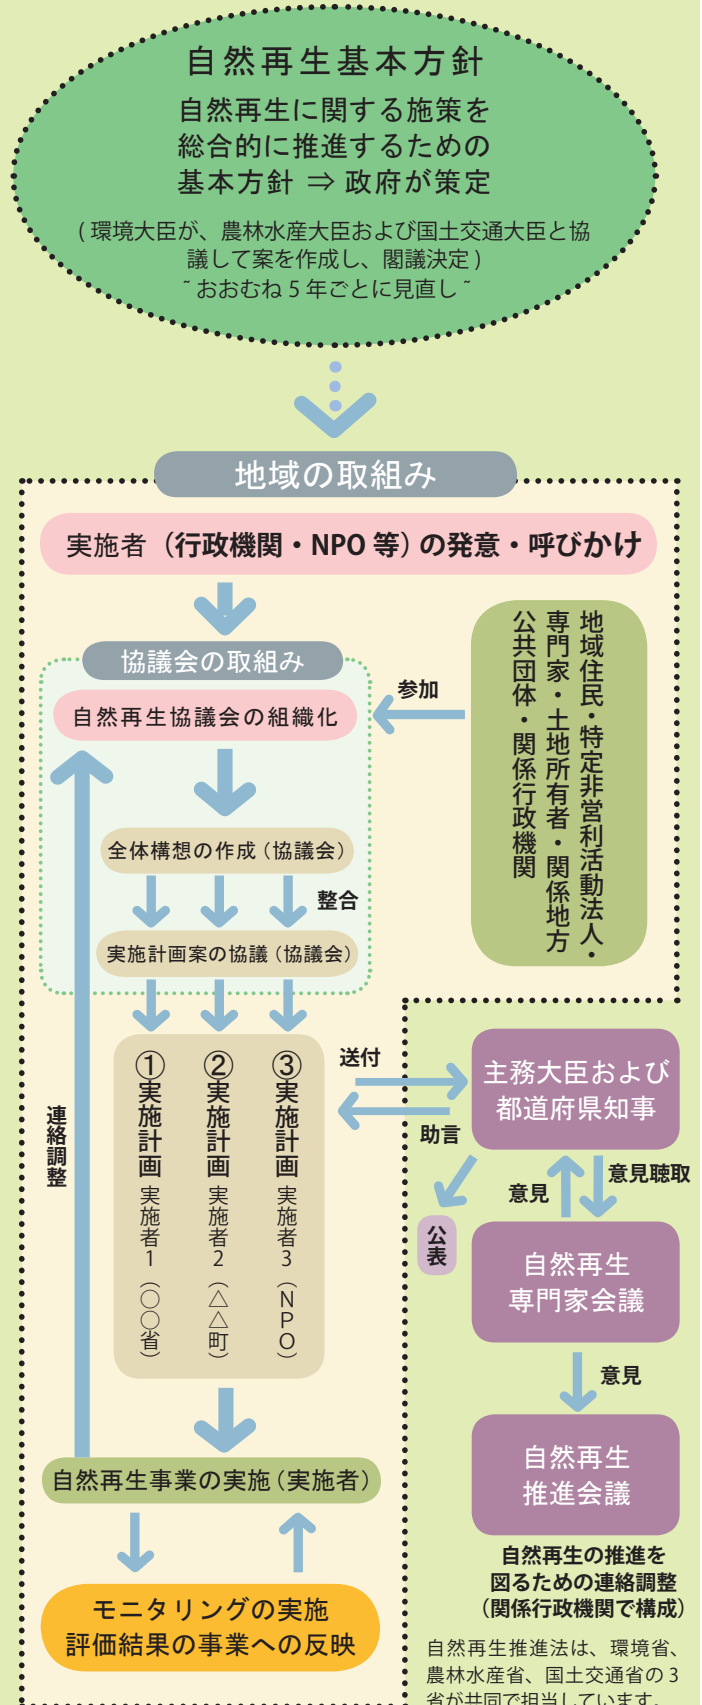 自然再生基本方針
自然再生に関する施策を
総合的に推進するための
基本方針 ⇒ 政府が策定
(環境大臣が、農林水産大臣および国土交通大臣と協
議して案を作成し、閣議決定)
˜おおむね5年ごとに見直し˜
地域の取組み
実施者（行政機関・NPO 等）の発意・呼びかけ
協議会の取組み
自然再生協議会の組織化
参加
地域住民・特定非営利活動法人・
専門家・土地所有者・関係地方
公共団体・関係行政機関
全体構想の作成（協議会）
整合
実施計画案の協議（協議会）
①実施計画 実施者1（○○省）
②実施計画 実施者2（△△町）
③実施計画 実施者3（NPO）
連絡調整
送付
助言
主務大臣および
都道府県知事
公表
意見
意見聴取
自然再生
専門家会議
意見
自然再生
推進会議
自然再生の推進を
図るための連絡調整
（関係行政機関で構成）
自然再生事業の実施（実施者）
モニタリングの実施
評価結果の事業への反映
自然再生推進法は、環境省、
農林水産省、国土交通省の3
省が共同で担当しています。